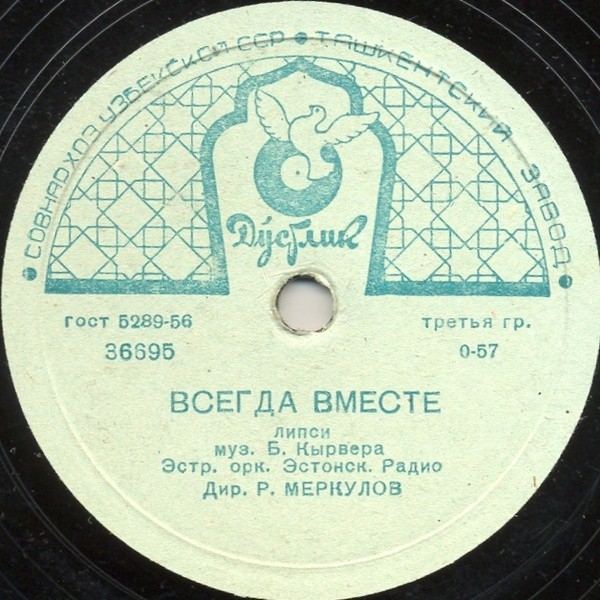 СОВНАРХОЗ УЗБЕКСКОЙ ССР • ТАШКЕНТСКИЙ ЗАВОД
Дўстлик
гост 5289-56
третья гр.
36695
0-57
ВСЕГДА ВМЕСТЕ
липси
муз. Б. Кырвера
Эстр. орк. Эстонск. Радио
Дир. Р. МЕРКУЛОВ